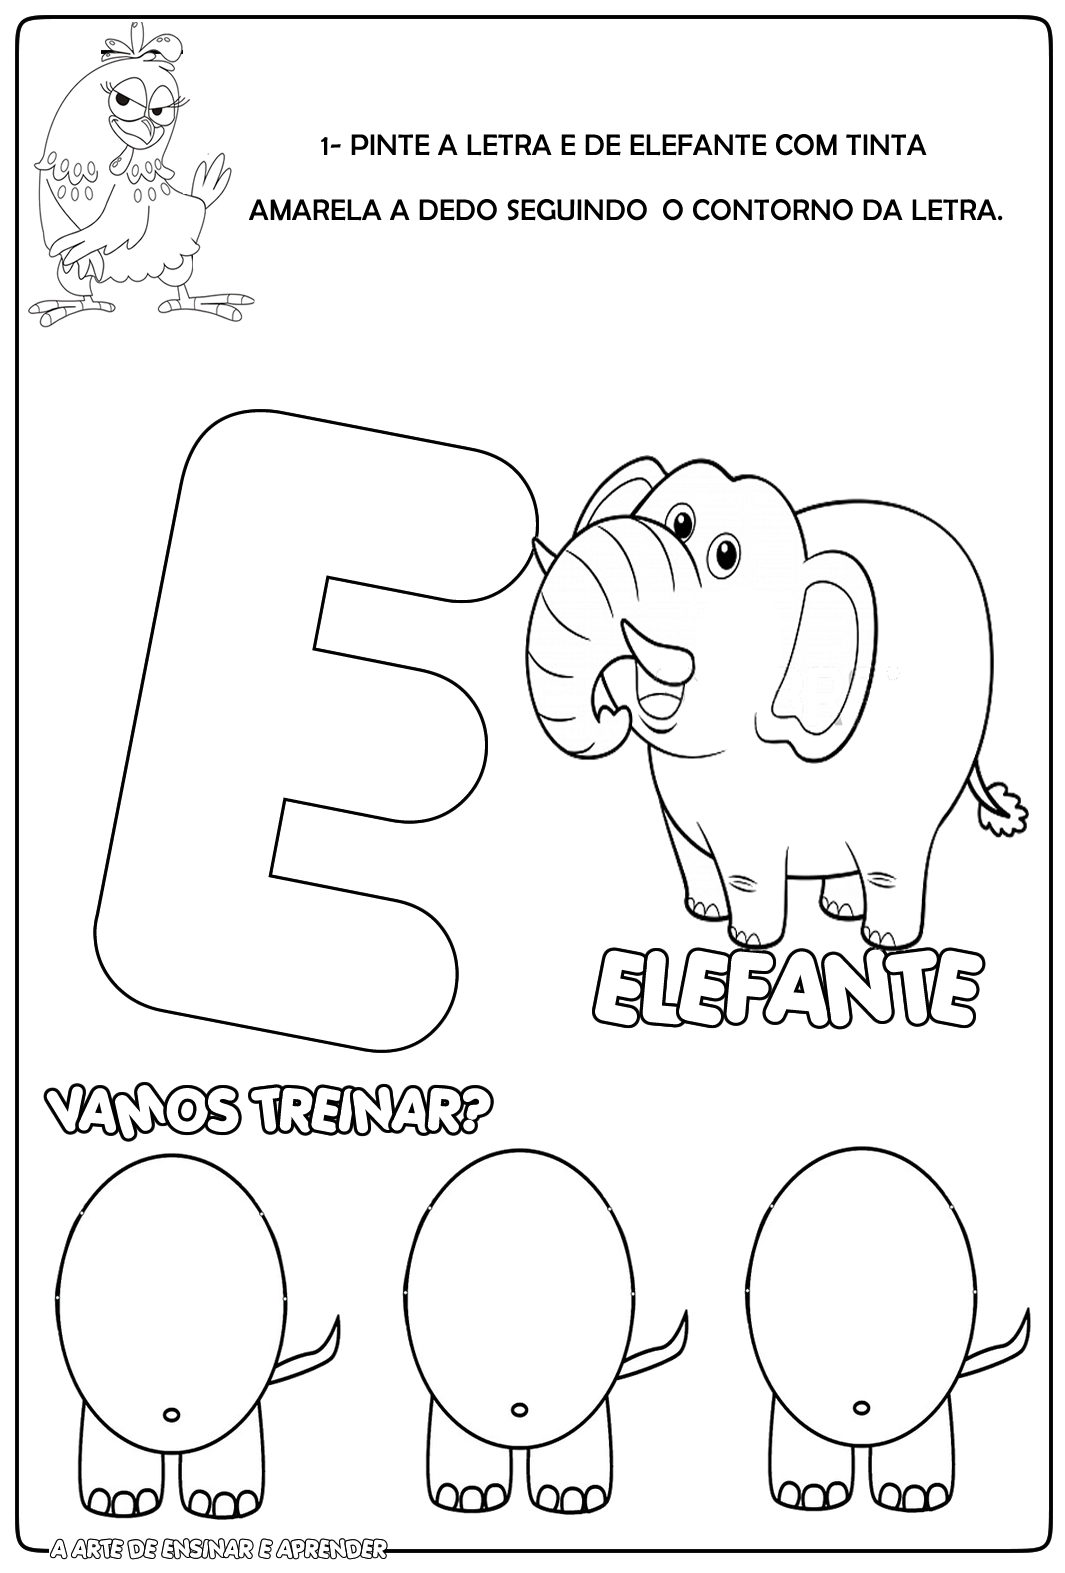 1- PINTE A LETRA E DE ELEFANTE COM TINTA
AMARELA A DEDO SEGUINDO O CONTORNO DA LETRA.
E
ELEFANTE
VAMOS TREINAR?
A ARTE DE ENSINAR E APRENDER